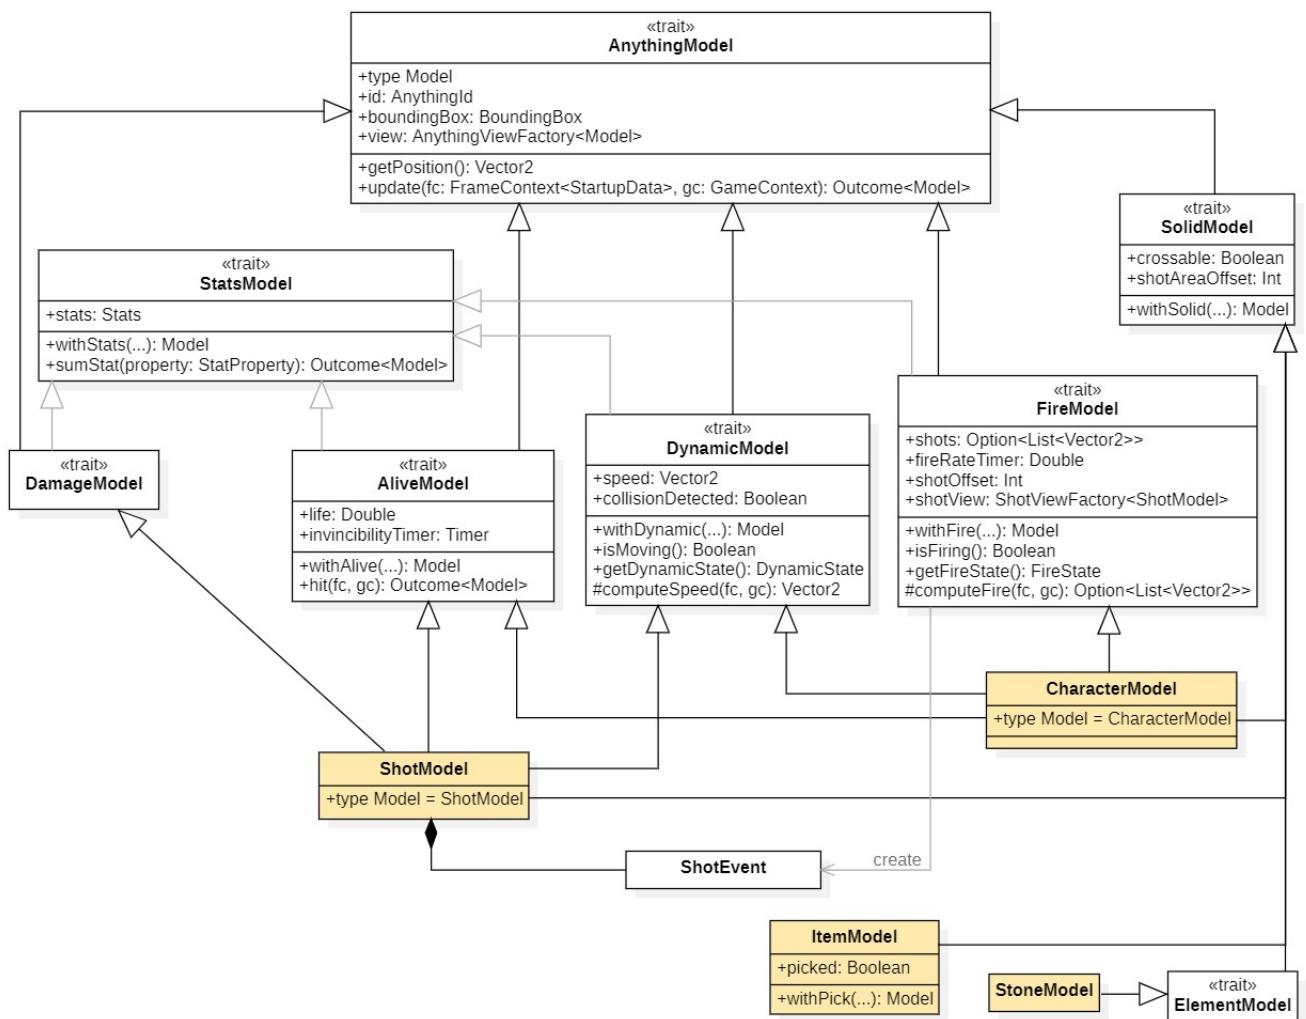 «trait»
AnythingModel
+type Model
+id: AnythingId
+boundingBox: BoundingBox
+view: AnythingViewFactory<Model>
+getPosition(): Vector2
+update(fc: FrameContext<StartupData>, gc: GameContext): Outcome<Model>
«trait»
SolidModel
+crossable: Boolean
+shotAreaOffset: Int
+withSolid(...): Model
«trait»
StatsModel
+stats: Stats
+withStats(...): Model
+sumStat(property: StatProperty): Outcome<Model>
«trait»
DamageModel
«trait»
AliveModel
+life: Double
+invincibilityTimer: Timer
+withAlive(...): Model
+hit(fc, gc): Outcome<Model>
«trait»
DynamicModel
+speed: Vector2
+collisionDetected: Boolean
+withDynamic(...): Model
+isMoving(): Boolean
+getDynamicState(): DynamicState
#computeSpeed(fc, gc): Vector2
«trait»
FireModel
+shots: Option<List<Vector2>>
+fireRateTimer: Double
+shotOffset: Int
+shotView: ShotViewFactory<ShotModel>
+withFire(...): Model
+isFiring(): Boolean
+getFireState(): FireState
#computeFire(fc, gc): Option<List<Vector2>>
CharacterModel
+type Model = CharacterModel
ShotModel
+type Model = ShotModel
ShotEvent
create
ItemModel
+picked: Boolean
+withPick(...): Model
StoneModel
«trait»
ElementModel